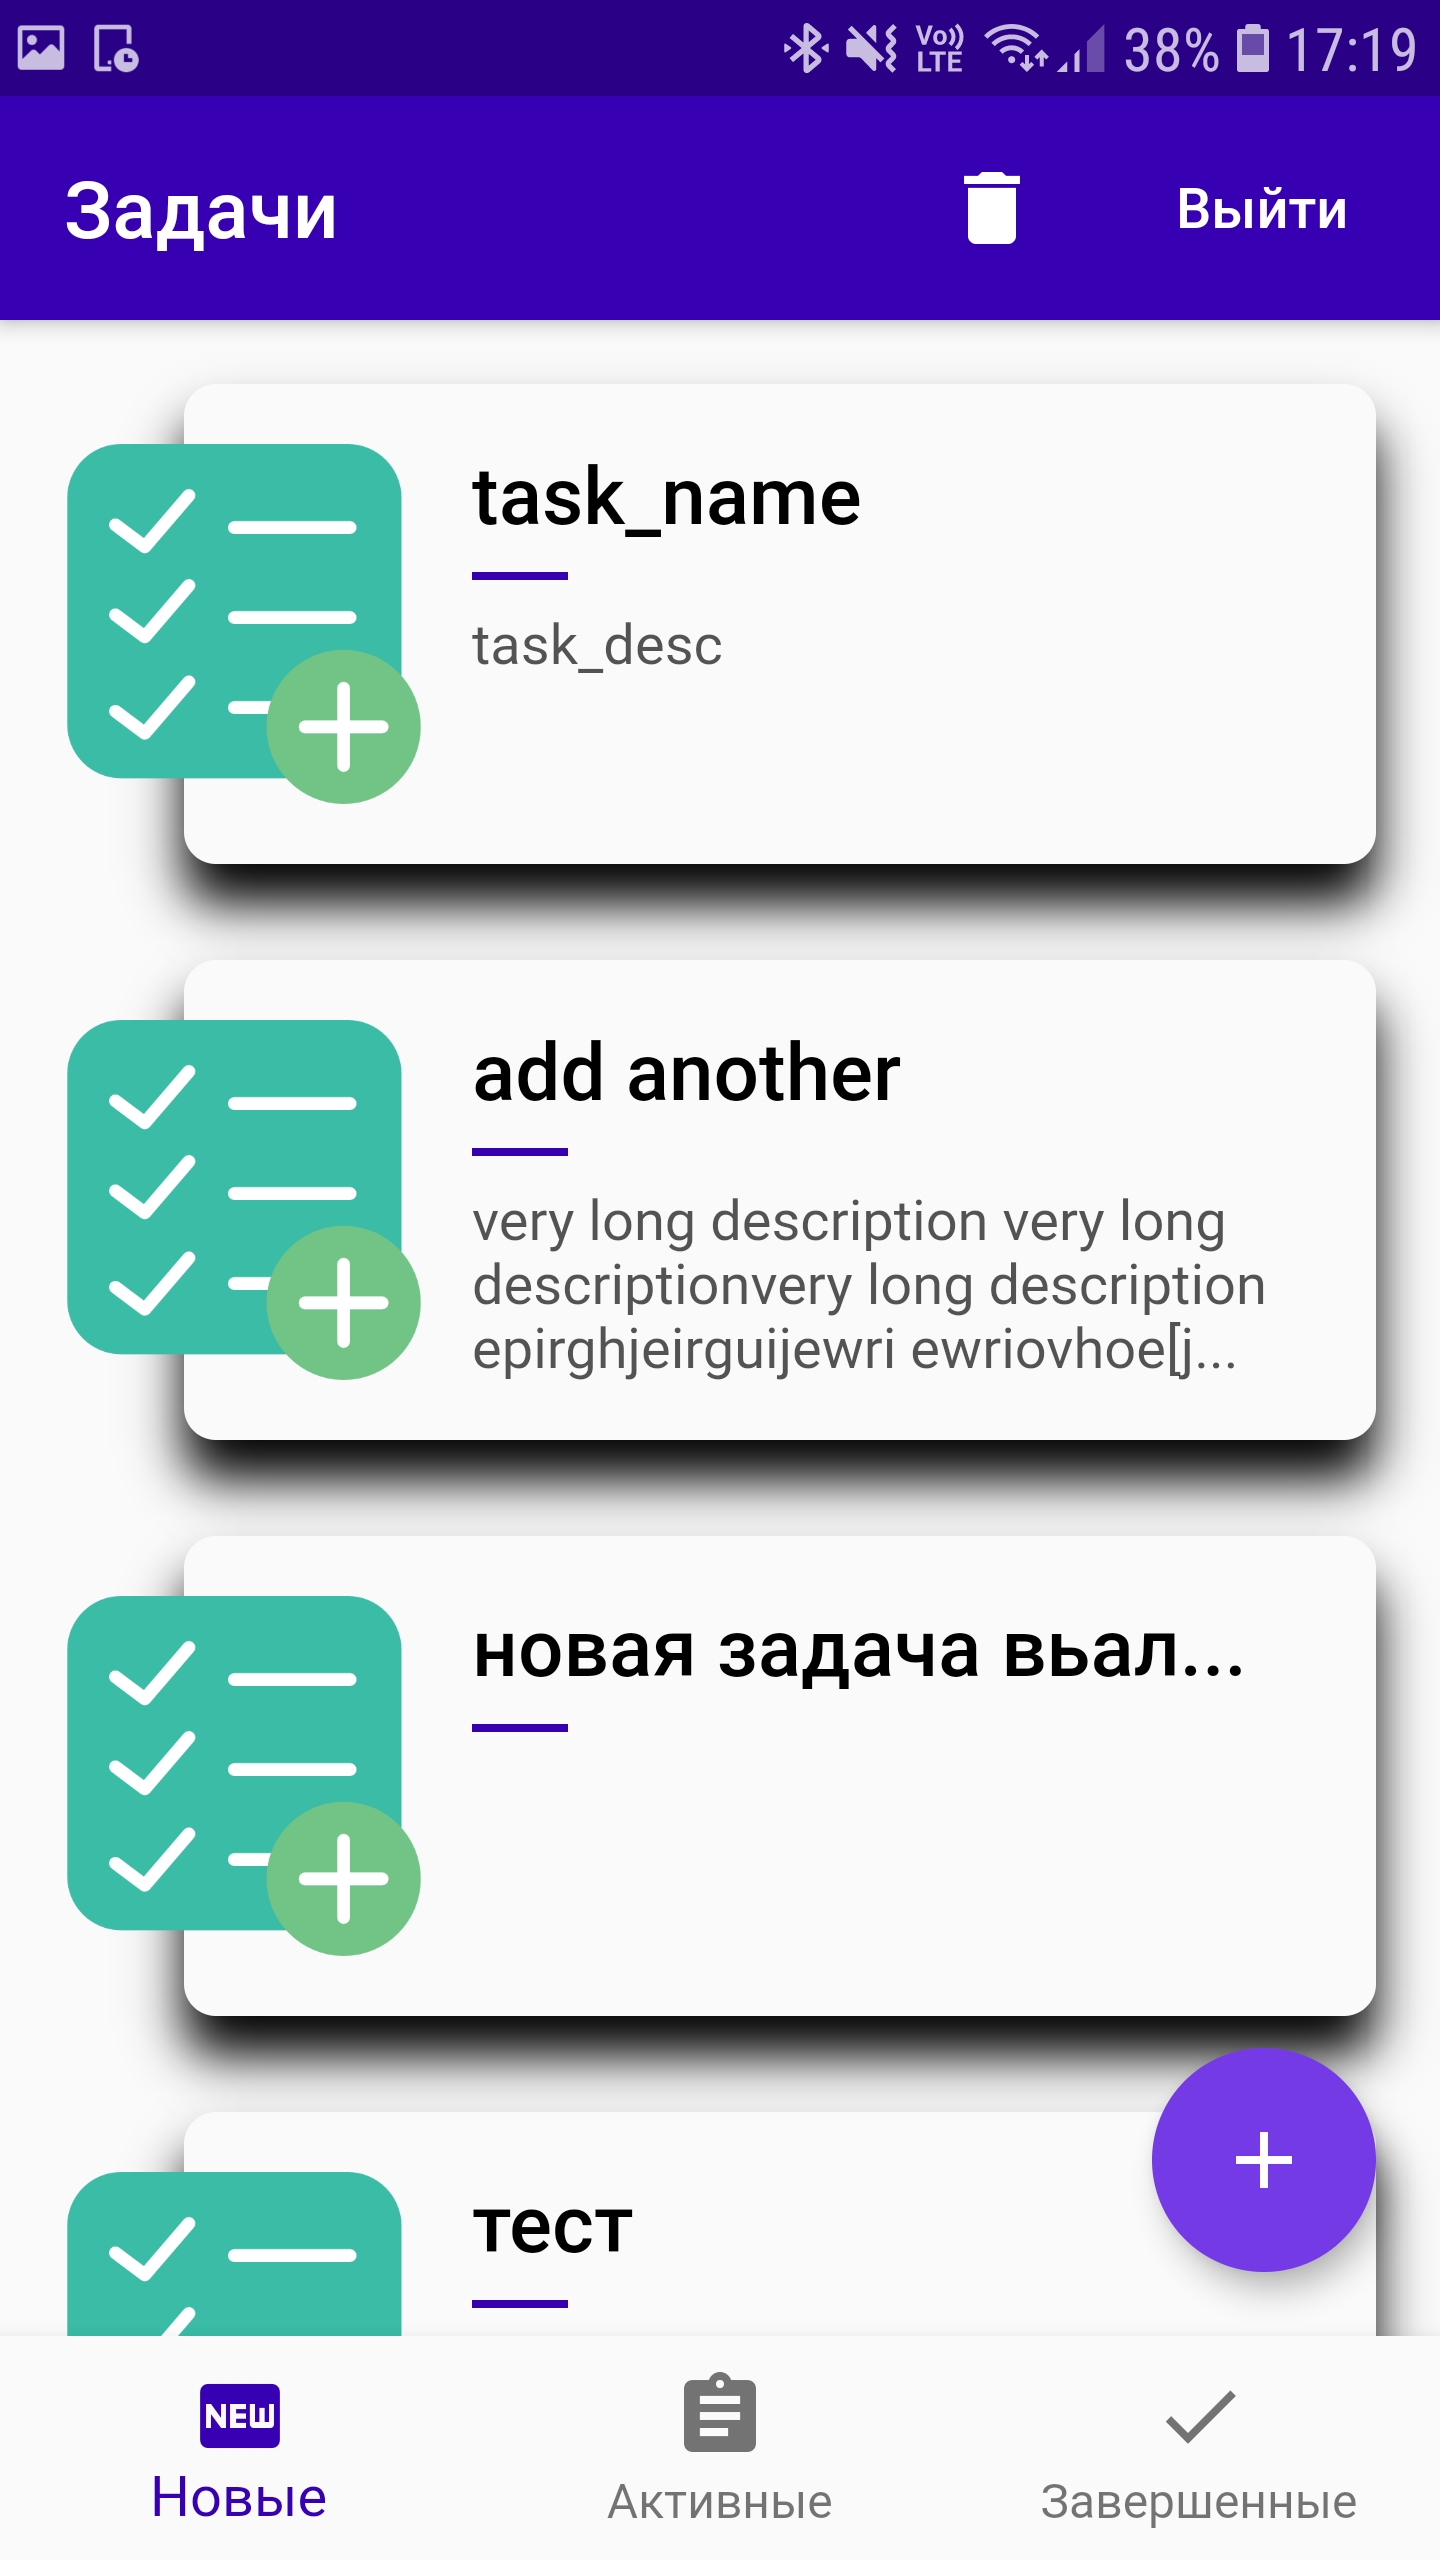 Vo)) LTE 38% 17:19
Задачи
Выйти
task_name
task_desc
add another
very long description very long
descriptionvery long description
epirghjeirguijewri ewriovhoe[j...
новая задача вьал...
тест
NEW
Новые
Активные
Завершенные